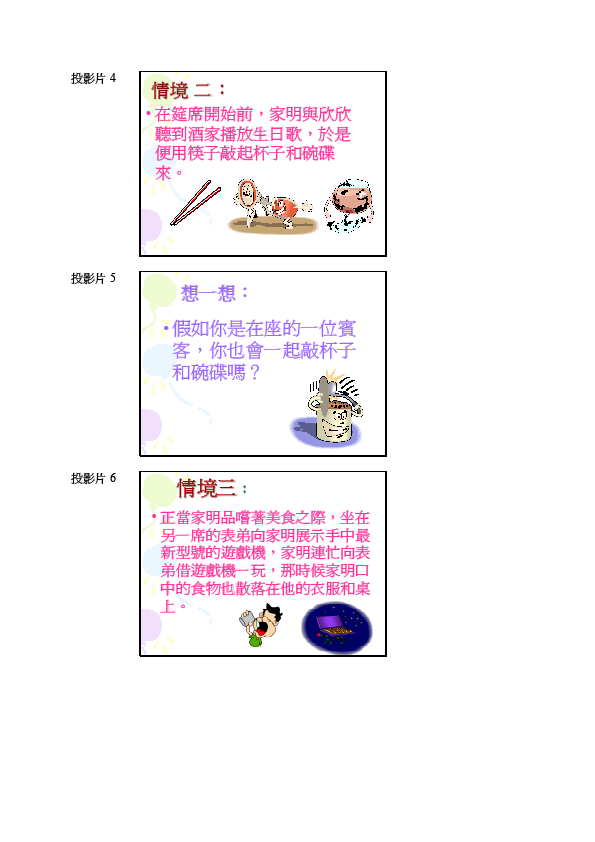 投影片 4
情境 二：
•在筵席開始前，家明與欣欣
聽到酒家播放生日歌，於是
便用筷子敲起杯子和碗碟
來。
投影片 5
想一想：
•假如你是在座的一位賓
客，你也會一起敲杯子
和碗碟嗎？
投影片 6
情境三：
•正當家明品嚐著美食之際，坐在
另一席的表弟向家明展示手中最
新型號的遊戲機，家明連忙向表
弟借遊戲機一玩，那時候家明口
中的食物也散落在他的衣服和桌
上。